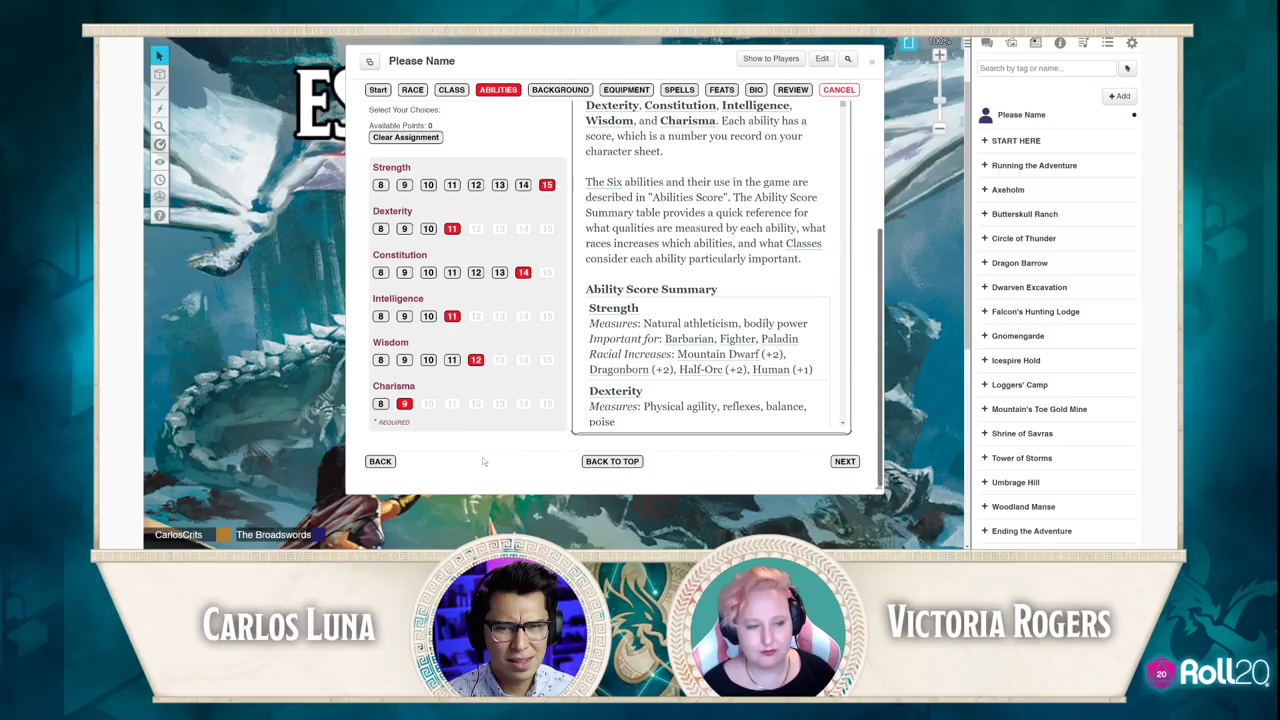 ES
Please Name
Show to Players
Edit
Start
RACE
CLASS
ABILITIES
BACKGROUND
EQUIPMENT
SPELLS
FEATS
BIO
REVIEW
CANCEL
Select Your Choices:
Available Points: 0
Clear Assignment
Strength
8 9 10 11 12 13 14 15
Dexterity
8 9 10 11 12 13 14 15
Constitution
8 9 10 11 12 13 14 15
Intelligence
8 9 10 11 12 13 14 15
Wisdom
8 9 10 11 12 13 14 15
Charisma
8 9 10 11 12 13 14 15
* REQUIRED
Dexterity, Constitution, Intelligence,
Wisdom, and Charisma. Each ability has a
score, which is a number you record on your
character sheet.
The Six abilities and their use in the game are
described in "Abilities Score". The Ability Score
Summary table provides a quick reference for
what qualities are measured by each ability, what
races increases which abilities, and what Classes
consider each ability particularly important.
Ability Score Summary
Strength
Measures: Natural athleticism, bodily power
Important for: Barbarian, Fighter, Paladin
Racial Increases: Mountain Dwarf (+2),
Dragonborn (+2), Half-Orc (+2), Human (+1)
Dexterity
Measures: Physical agility, reflexes, balance,
poise
BACK
BACK TO TOP
NEXT
100%
Search by tag or name...
+ Add
Please Name
+ START HERE
+ Running the Adventure
+ Axeholm
+ Butterskull Ranch
+ Circle of Thunder
+ Dragon Barrow
+ Dwarven Excavation
+ Falcon's Hunting Lodge
+ Gnomengarde
+ Icespire Hold
+ Loggers' Camp
+ Mountain's Toe Gold Mine
+ Shrine of Savras
+ Tower of Storms
+ Umbrage Hill
+ Woodland Manse
+ Ending the Adventure
CarlosCrits
The Broadswords
CARLOS LUNA
VICTORIA ROGERS
20
Roll20